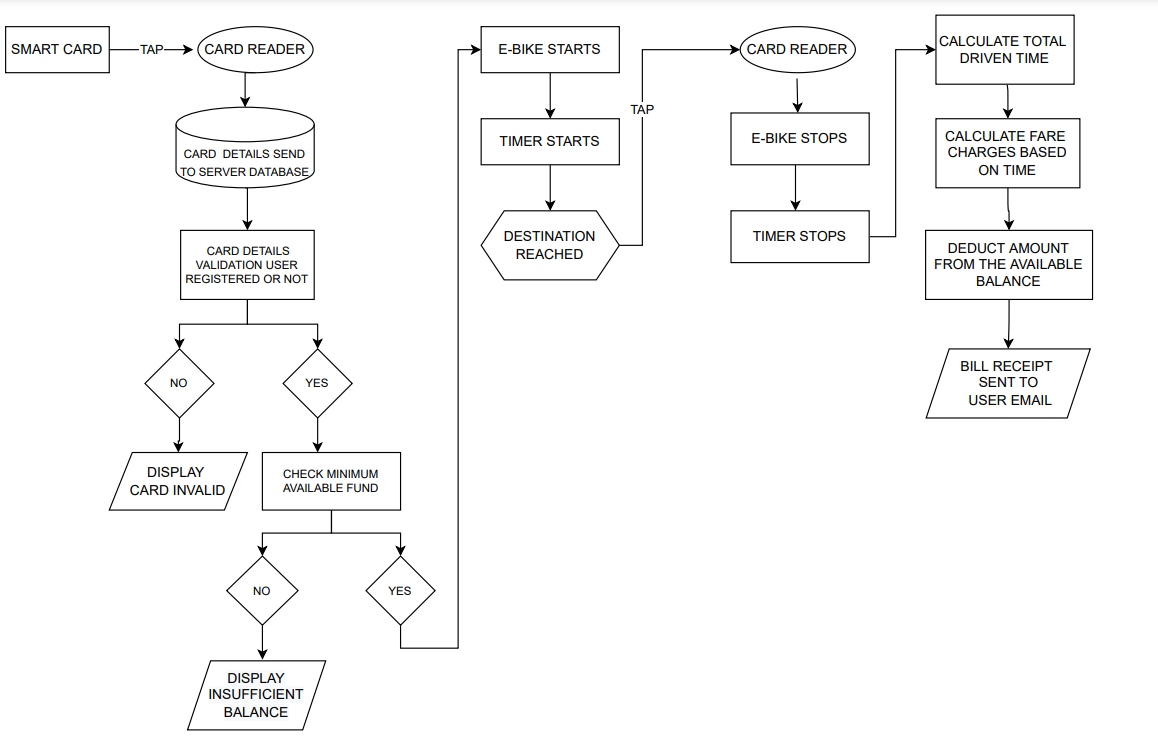 SMART CARD
TAP
CARD READER
CARD DETAILS SEND
TO SERVER DATABASE
CARD DETAILS
VALIDATION USER
REGISTERED OR NOT
NO
YES
DISPLAY
CARD INVALID
CHECK MINIMUM
AVAILABLE FUND
NO
YES
DISPLAY
INSUFFICIENT
BALANCE
E-BIKE STARTS
TIMER STARTS
DESTINATION
REACHED
TAP
CARD READER
E-BIKE STOPS
TIMER STOPS
CALCULATE TOTAL
DRIVEN TIME
CALCULATE FARE
CHARGES BASED
ON TIME
DEDUCT AMOUNT
FROM THE AVAILABLE
BALANCE
BILL RECEIPT
SENT TO
USER EMAIL